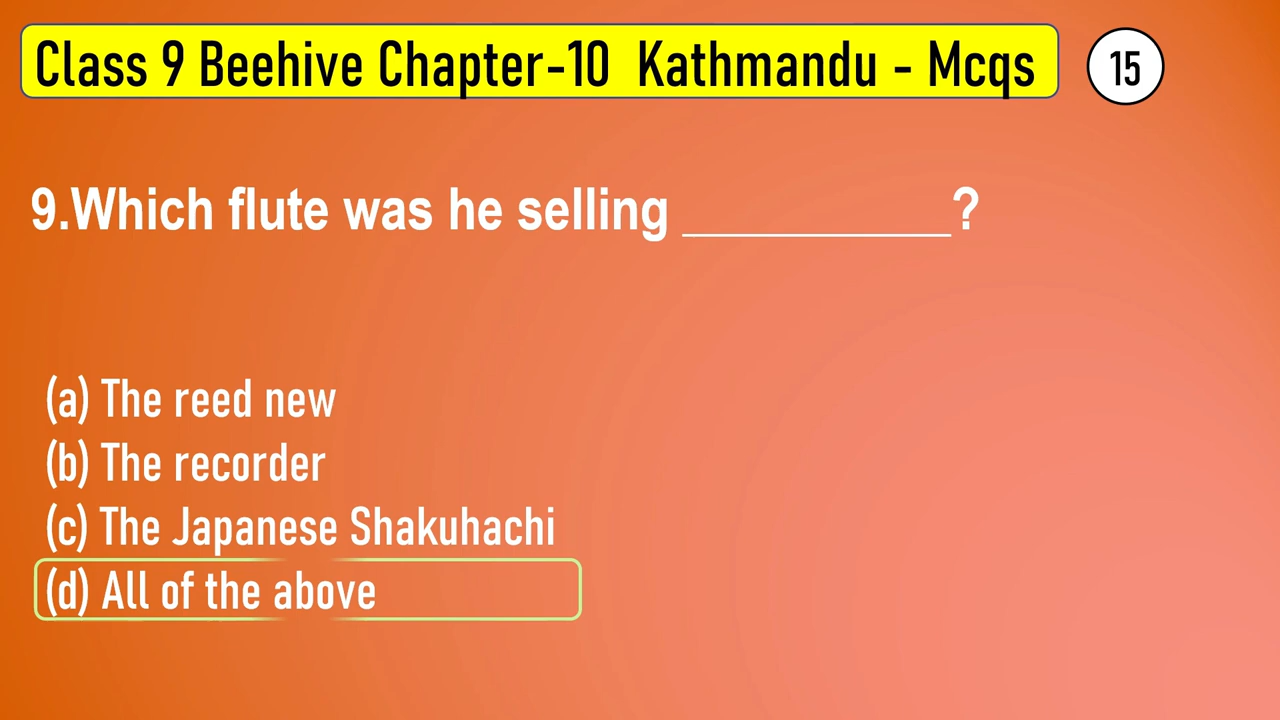 Class 9 Beehive Chapter-10 Kathmandu - Mcqs
15
9.Which flute was he selling __________?
(a) The reed new
(b) The recorder
(c) The Japanese Shakuhachi
(d) All of the above